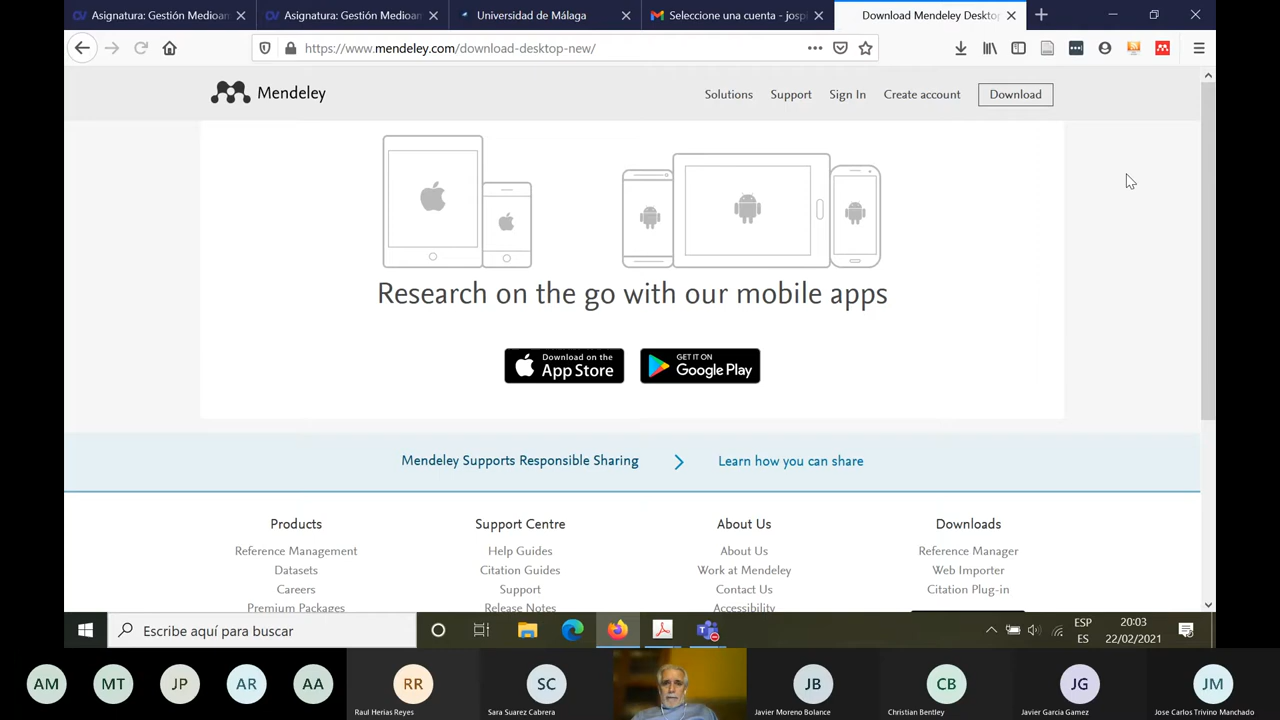 Asignatura: Gestión Medioam
Asignatura: Gestión Medioam
Universidad de Málaga
Seleccione una cuenta - jospi
Download Mendeley Desktop
https://www.mendeley.com/download-desktop-new/
Mendeley
Solutions
Support
Sign In
Create account
Download
Research on the go with our mobile apps
Download on the
App Store
GET IT ON
Google Play
Mendeley Supports Responsible Sharing
Learn how you can share
Products
Support Centre
About Us
Downloads
Reference Management
Help Guides
About Us
Reference Manager
Datasets
Citation Guides
Work at Mendeley
Web Importer
Careers
Support
Contact Us
Citation Plug-in
Premium Packages
Release Notes
Accessibility
Escribe aquí para buscar
ESP
ES
20:03
22/02/2021
AM
MT
JP
AR
AA
RR
SC
JB
CB
JG
JM
Raul Herias Reyes
Sara Suarez Cabrera
Javier Moreno Bolance
Christian Bentley
Javier Garcia Gamez
Jose Carlos Trivino Manchado